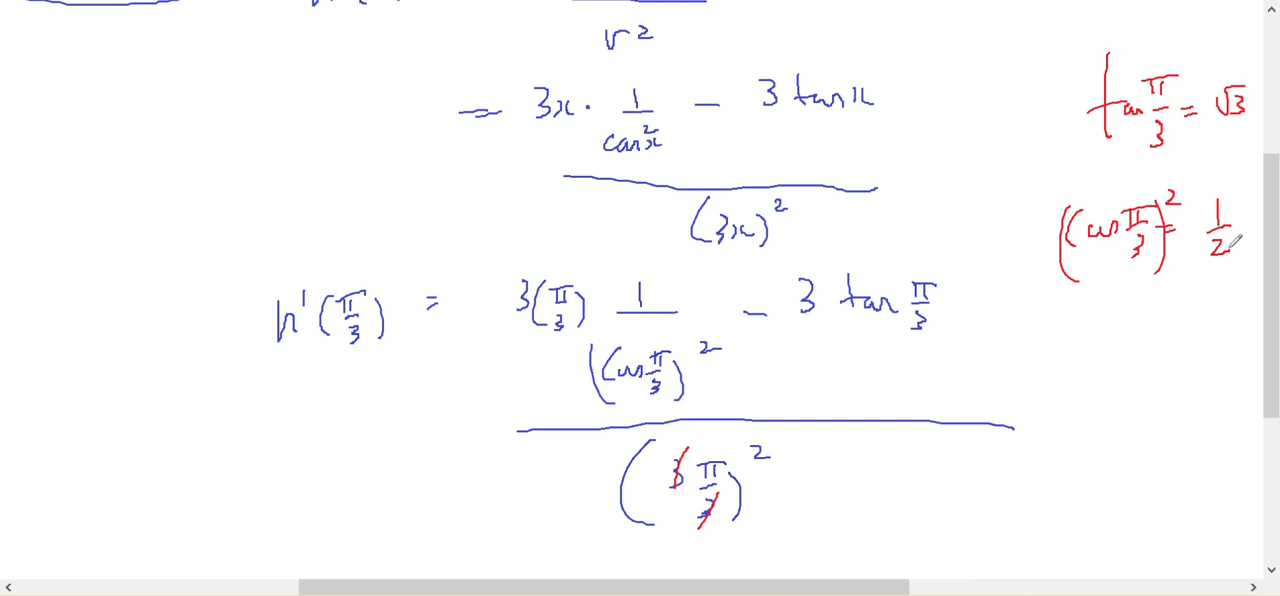 v²
= 3x · 1/cos²x - 3 tan x
(3x)²
h'(π/3) = 3(π/3) 1/(cos π/3)² - 3 tan π/3
(3 π/3)²
tan π/3 = √3
(cos π/3)² = 1/2